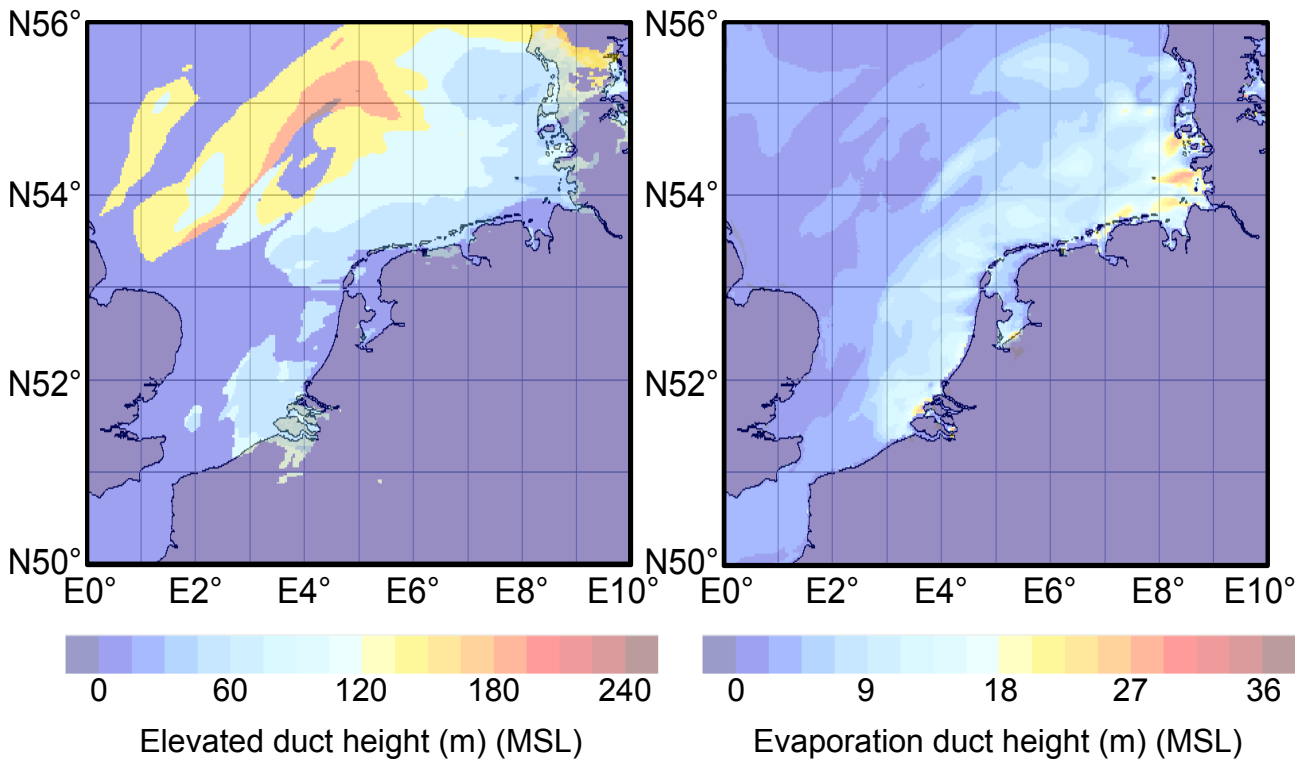 N56°
N54°
N52°
N50°
E0° E2° E4° E6° E8° E10°
0 60 120 180 240
Elevated duct height (m) (MSL)
N56°
N54°
N52°
N50°
E0° E2° E4° E6° E8° E10°
0 9 18 27 36
Evaporation duct height (m) (MSL)